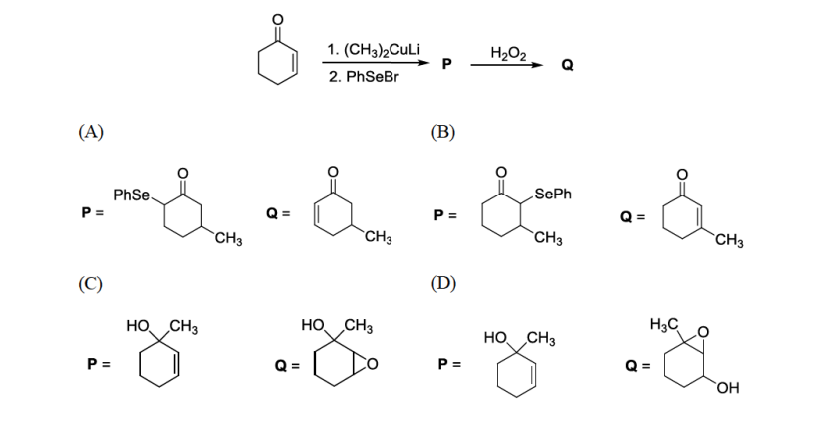 O
1. (CH3)2CuLi
2. PhSeBr
P
H2O2
Q
(A)
(B)
P =
PhSe
O
CH3
Q =
O
CH3
P =
O
SePh
CH3
Q =
O
CH3
(C)
(D)
P =
HO CH3
Q =
HO CH3
O
P =
HO CH3
Q =
H3C
O
OH